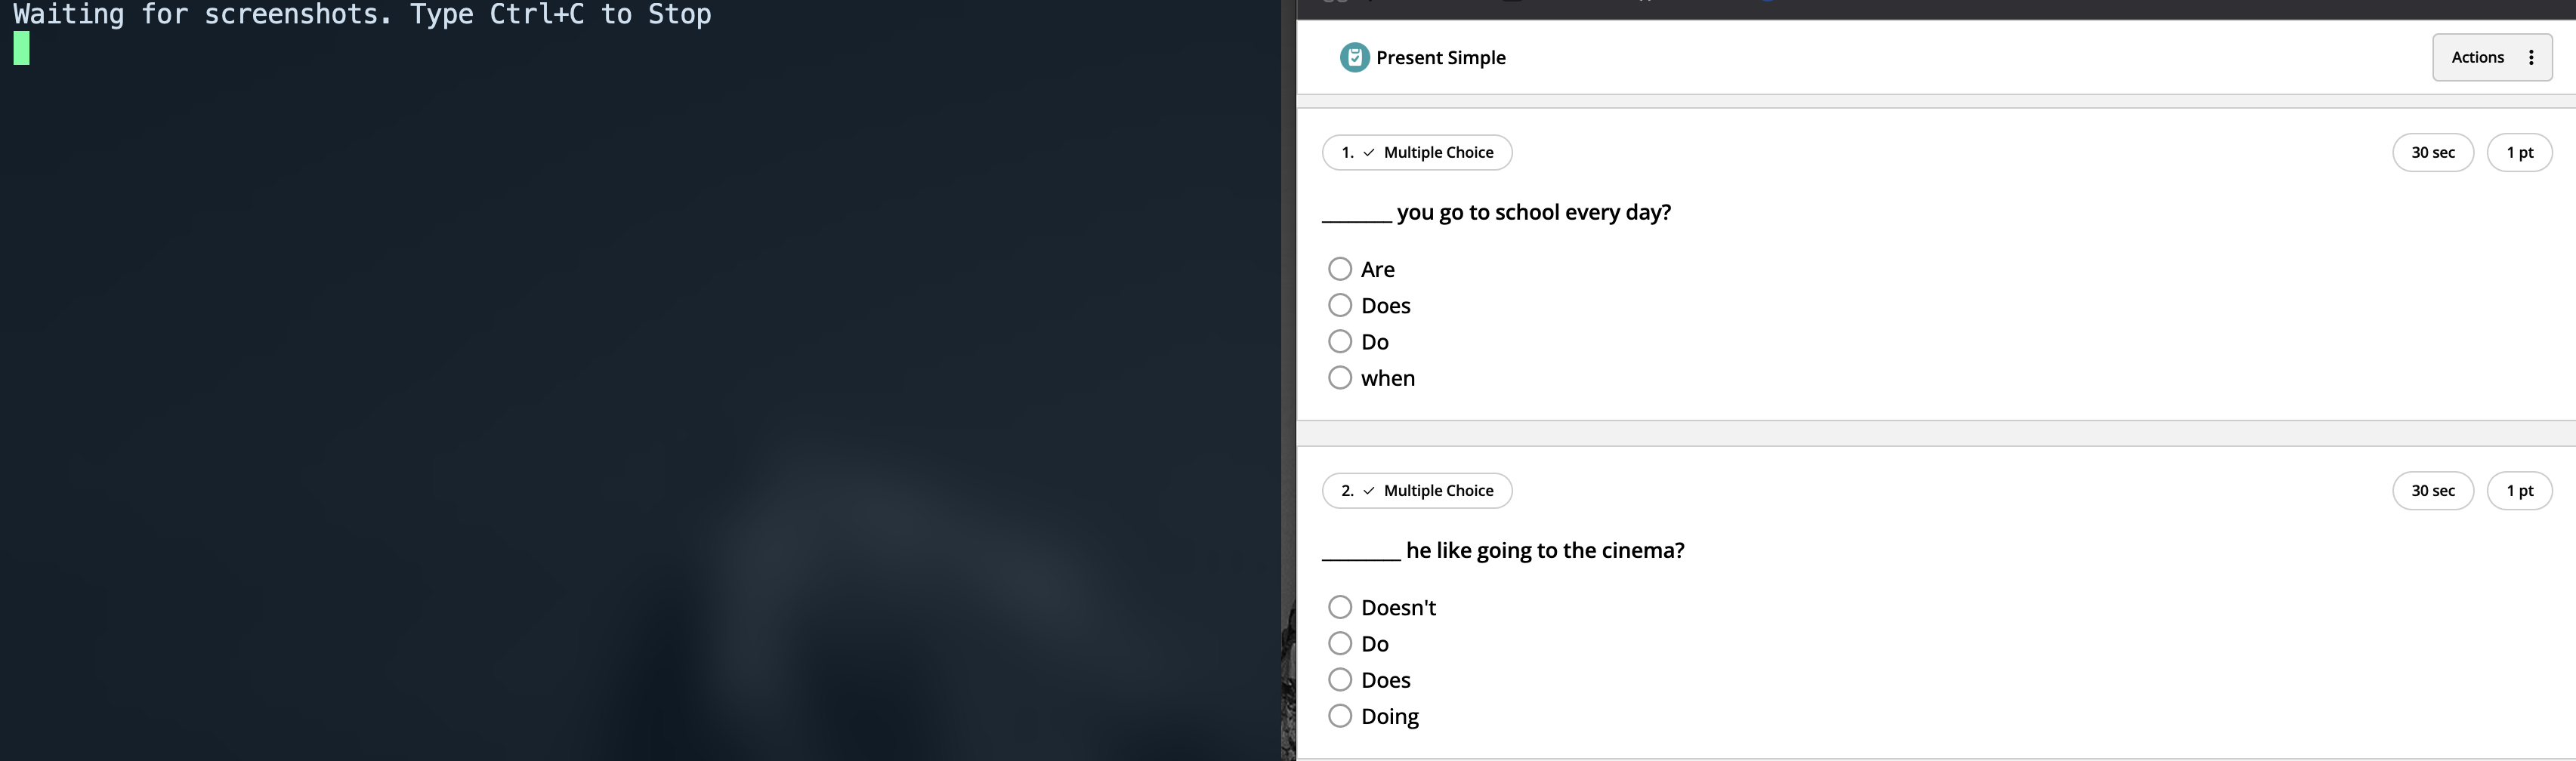 Waiting for screenshots. Type Ctrl+C to Stop
Present Simple
Actions
1. Multiple Choice
30 sec
1 pt
______ you go to school every day?
Are
Does
Do
when
2. Multiple Choice
30 sec
1 pt
_______ he like going to the cinema?
Doesn't
Do
Does
Doing